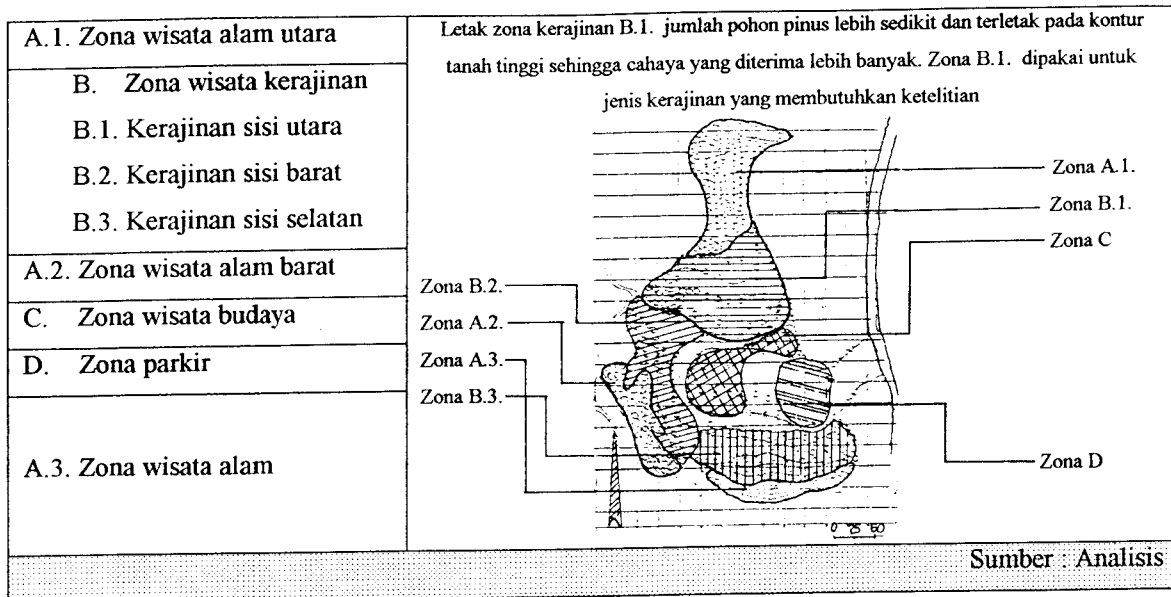 A.1. Zona wisata alam utara
B. Zona wisata kerajinan
B.1. Kerajinan sisi utara
B.2. Kerajinan sisi barat
B.3. Kerajinan sisi selatan
A.2. Zona wisata alam barat
C. Zona wisata budaya
D. Zona parkir
A.3. Zona wisata alam
Letak zona kerajinan B.1. jumlah pohon pinus lebih sedikit dan terletak pada kontur
tanah tinggi sehingga cahaya yang diterima lebih banyak. Zona B.1. dipakai untuk
jenis kerajinan yang membutuhkan ketelitian
Zona A.1.
Zona B.1.
Zona C
Zona B.2.
Zona A.2.
Zona A.3.
Zona B.3.
Zona D
0 25 50
Sumber : Analisis